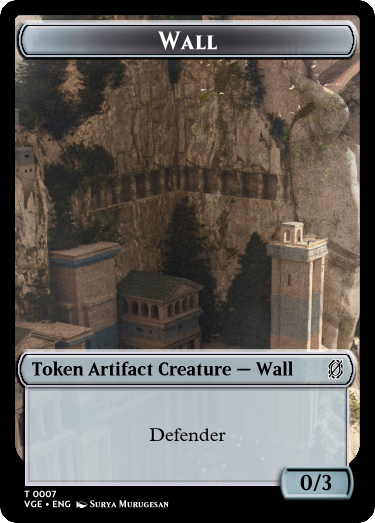 Wall
Token Artifact Creature — Wall
Defender
0/3
T 0007
VGE • ENG Surya Murugesan